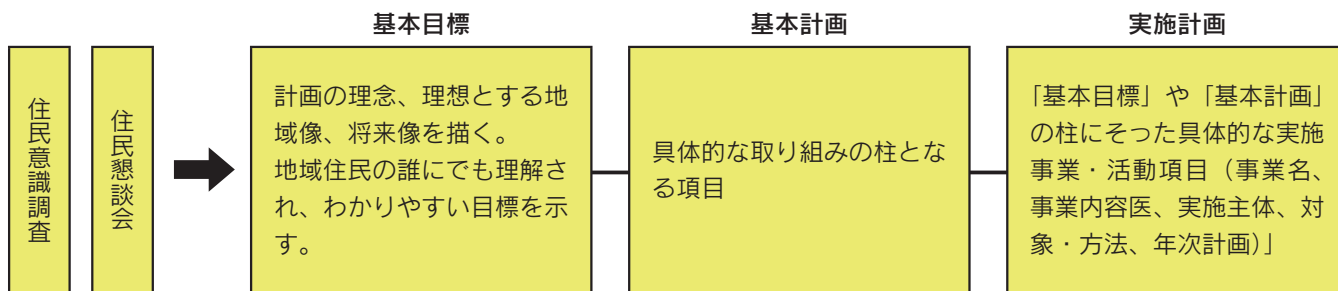 住民意識調査
住民懇談会
基本目標
計画の理念、理想とする地
域像、将来像を描く。
地域住民の誰にでも理解さ
れ、わかりやすい目標を示
す。
基本計画
具体的な取り組みの柱とな
る項目
実施計画
「基本目標」や「基本計画」
の柱にそった具体的な実施
事業・活動項目（事業名、
事業内容医、実施主体、対
象・方法、年次計画）」